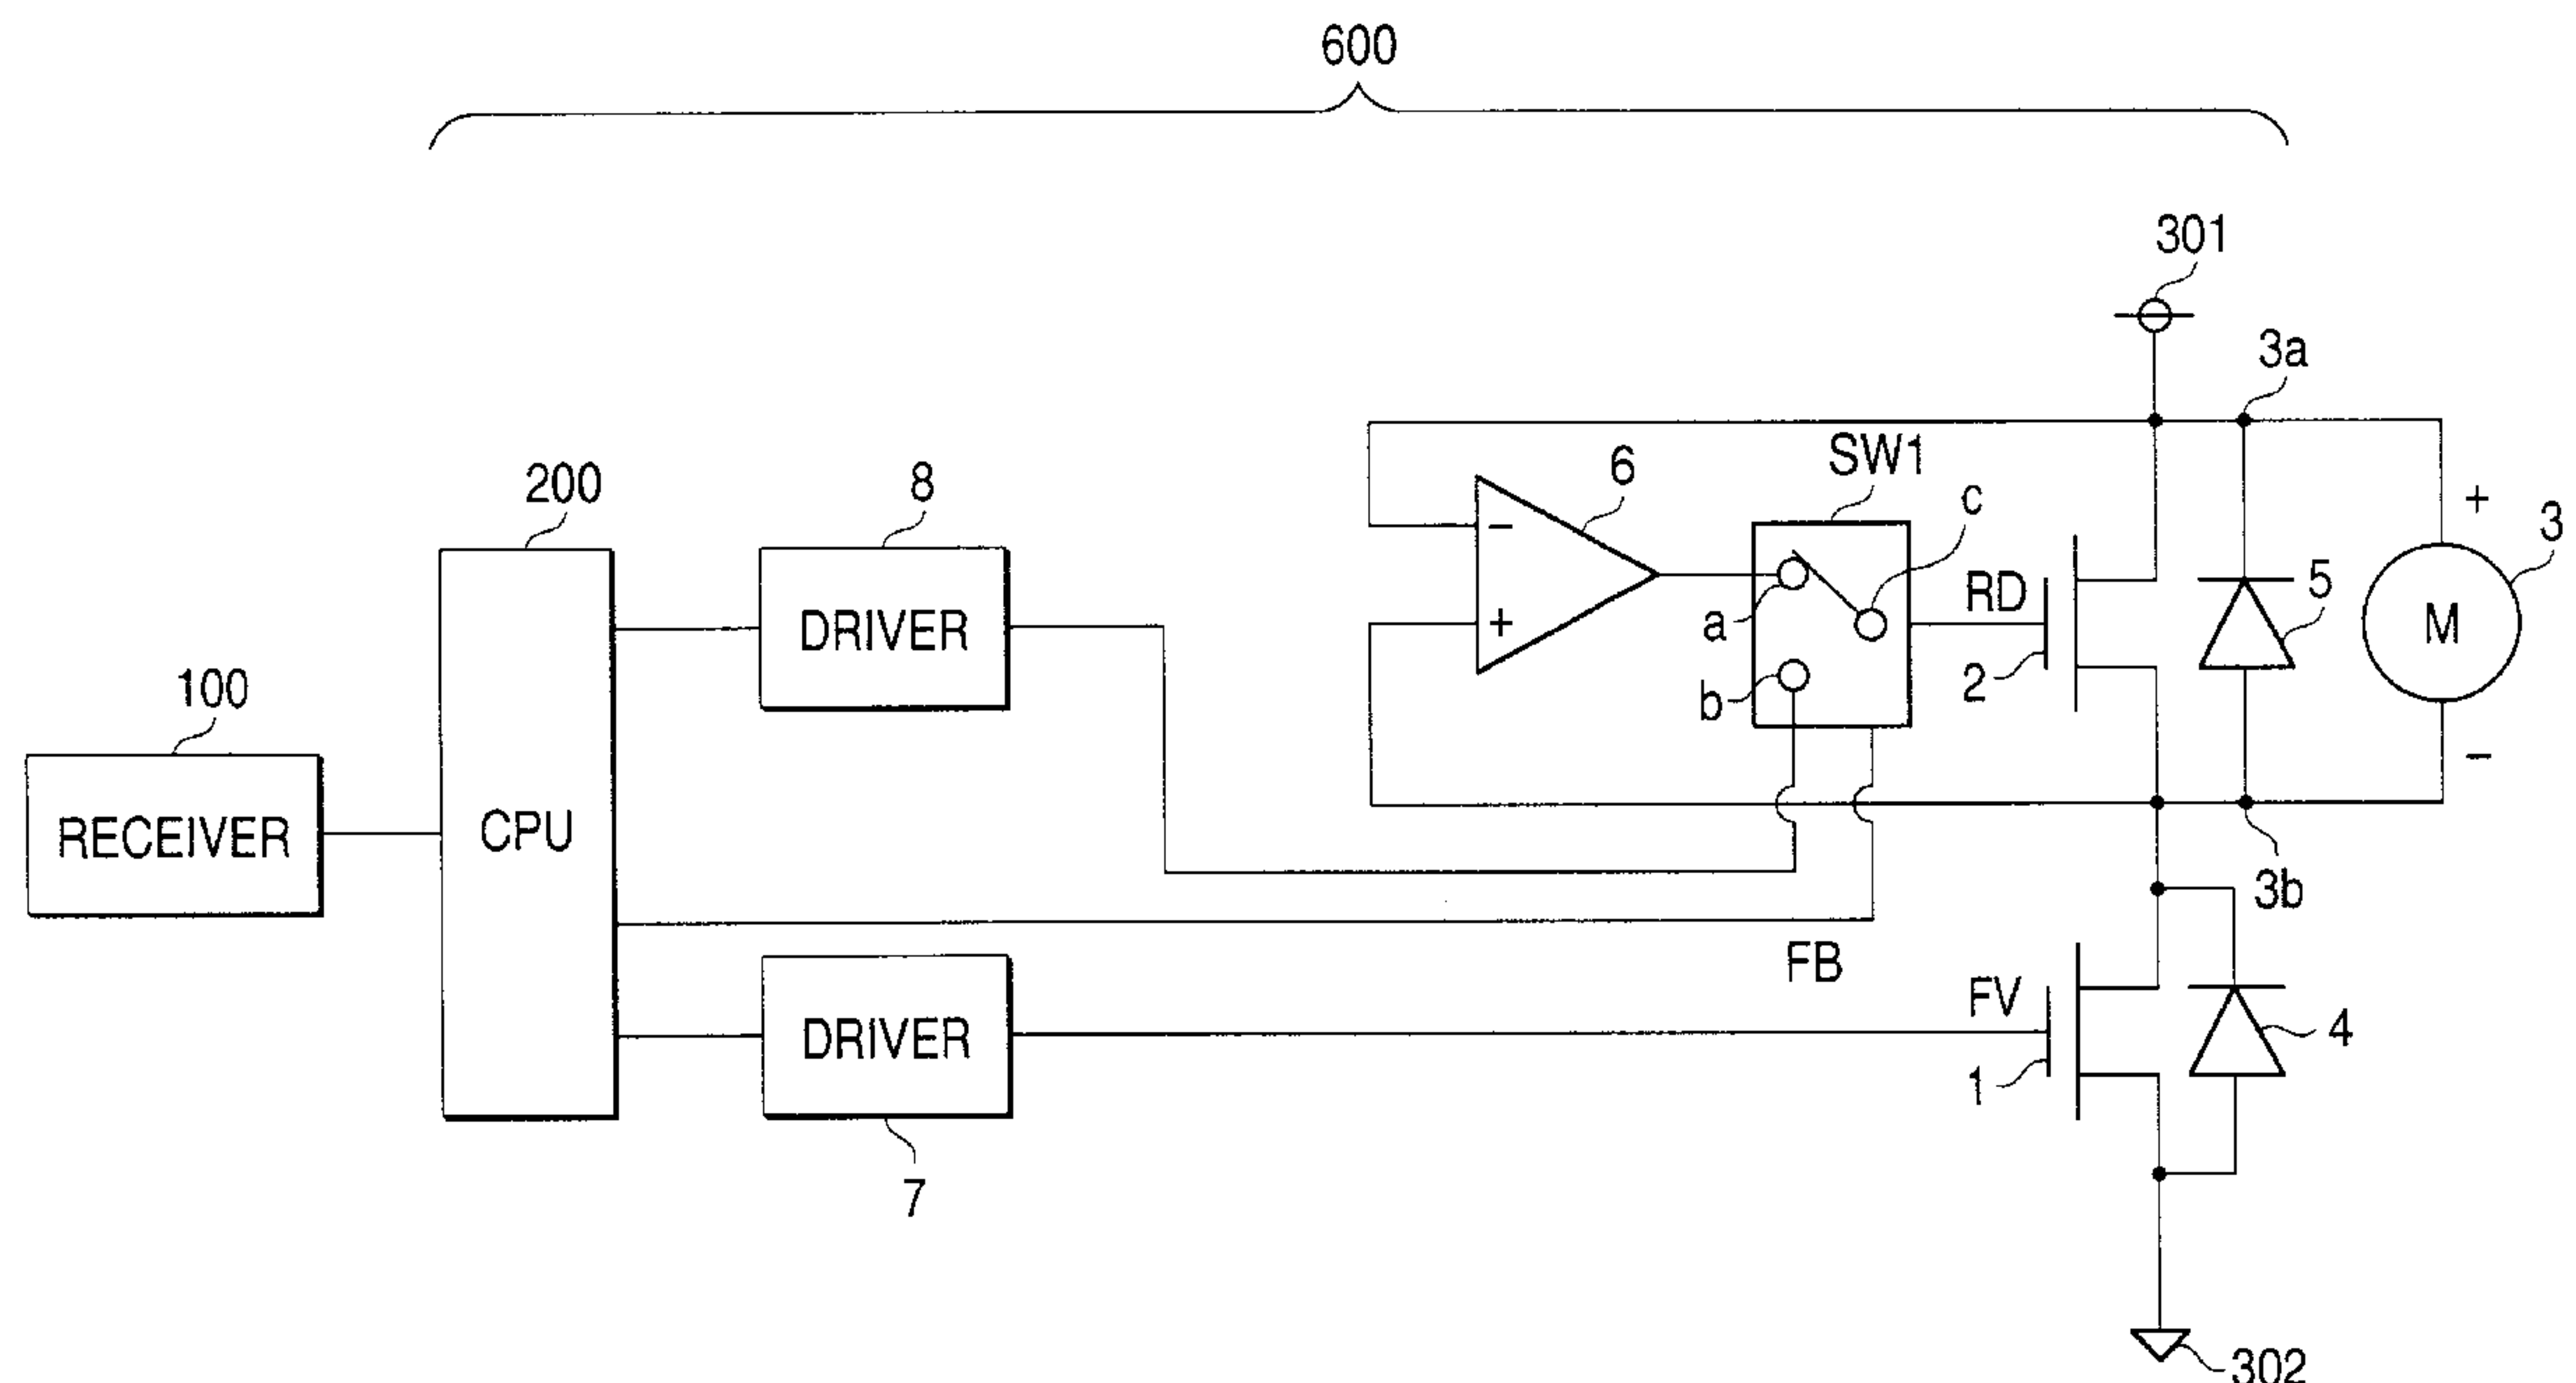 600
301
3a
SW1
6
c
+
3
200
8
−
a
RD
5
M
DRIVER
+
2
b
100
−
RECEIVER
CPU
3b
FB
FV
4
DRIVER
1
7
302